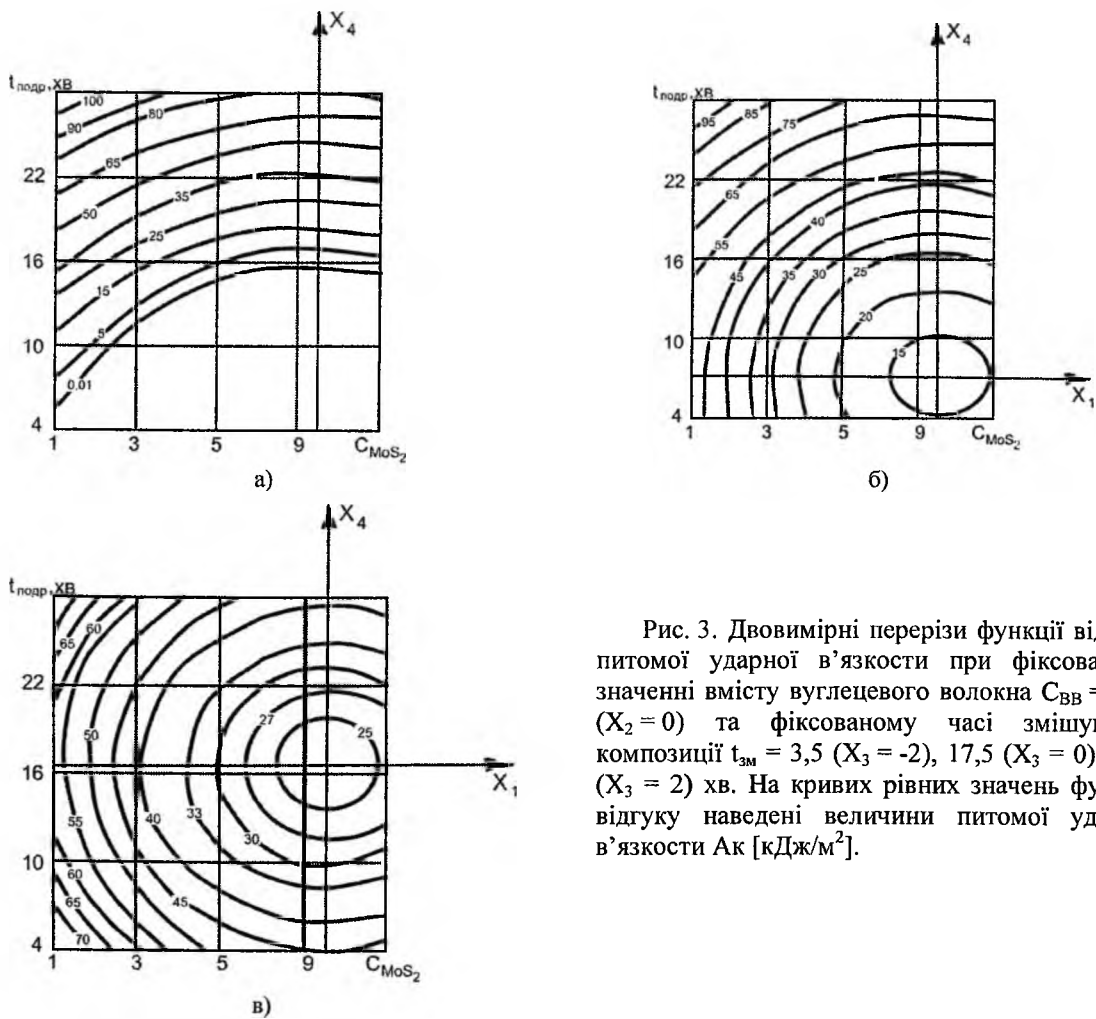 X4
tподр,хв
100
90
80
65
22
50
35
25
16
15
5
10
0,01
4
1 3 5 9 CMoS2
а)
X4
tподр,хв
95 85 75
22
65
55 40
16
45 35 30 25
20
10
15
X1
4
1 3 5 9 CMoS2
б)
X4
tподр,хв
60
65
22
50 27 25
16
X1
55 40 33
30
10
60
65 45
70
4
1 3 5 9 CMoS2
в)
Рис. 3. Двовимірні перерізи функції від
питомої ударної в'язкости при фіксова
значенні вмісту вуглецевого волокна CВВ =
(X2 = 0) та фіксованому часі змішу
композиції tзм = 3,5 (X3 = -2), 17,5 (X3 = 0)
(X3 = 2) хв. На кривих рівних значень фу
відгуку наведені величини питомої уд
в'язкости Ак [кДж/м²].